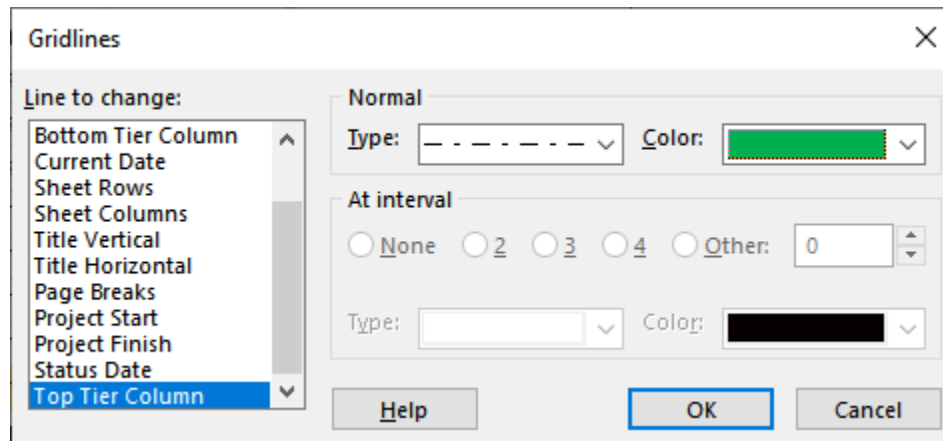 Gridlines
Line to change:
Bottom Tier Column
Current Date
Sheet Rows
Sheet Columns
Title Vertical
Title Horizontal
Page Breaks
Project Start
Project Finish
Status Date
Top Tier Column
Normal
Type: Color:
At interval
None 2 3 4 Other: 0
Type: Color:
Help OK Cancel